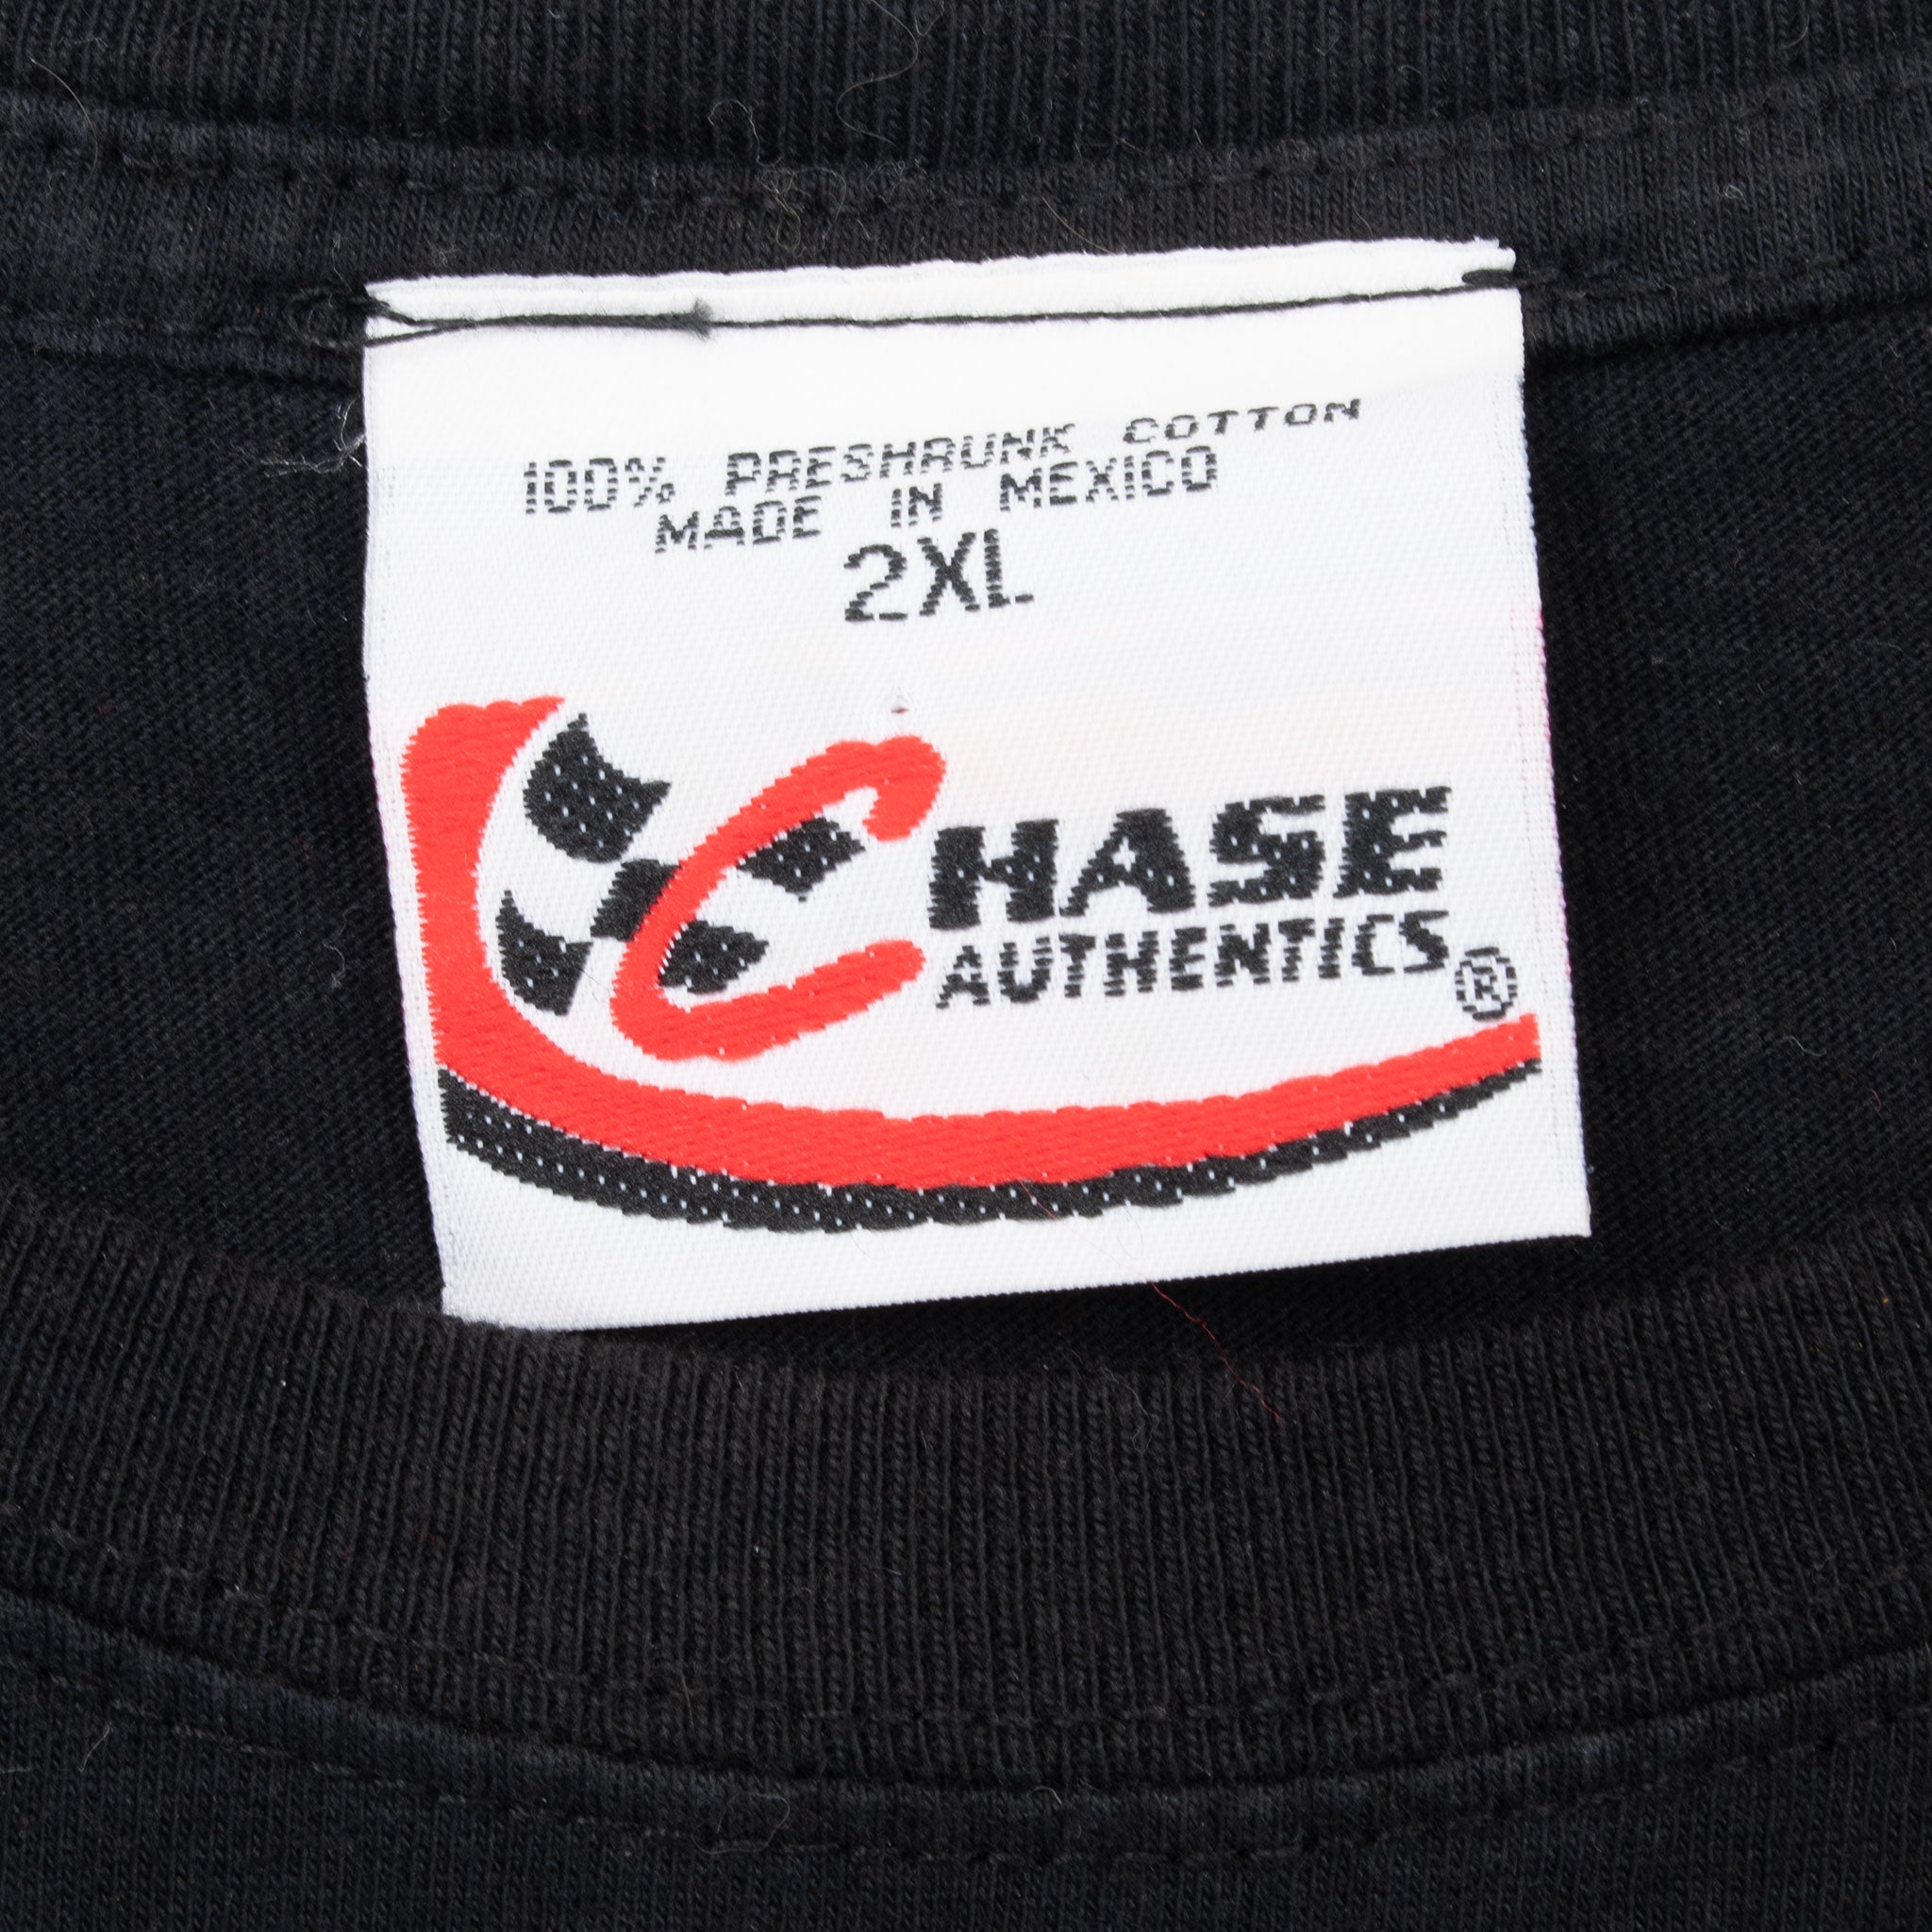 100% PRESHRUNK COTTON
MADE IN MEXICO
2XL
CHASE
AUTHENTICS®